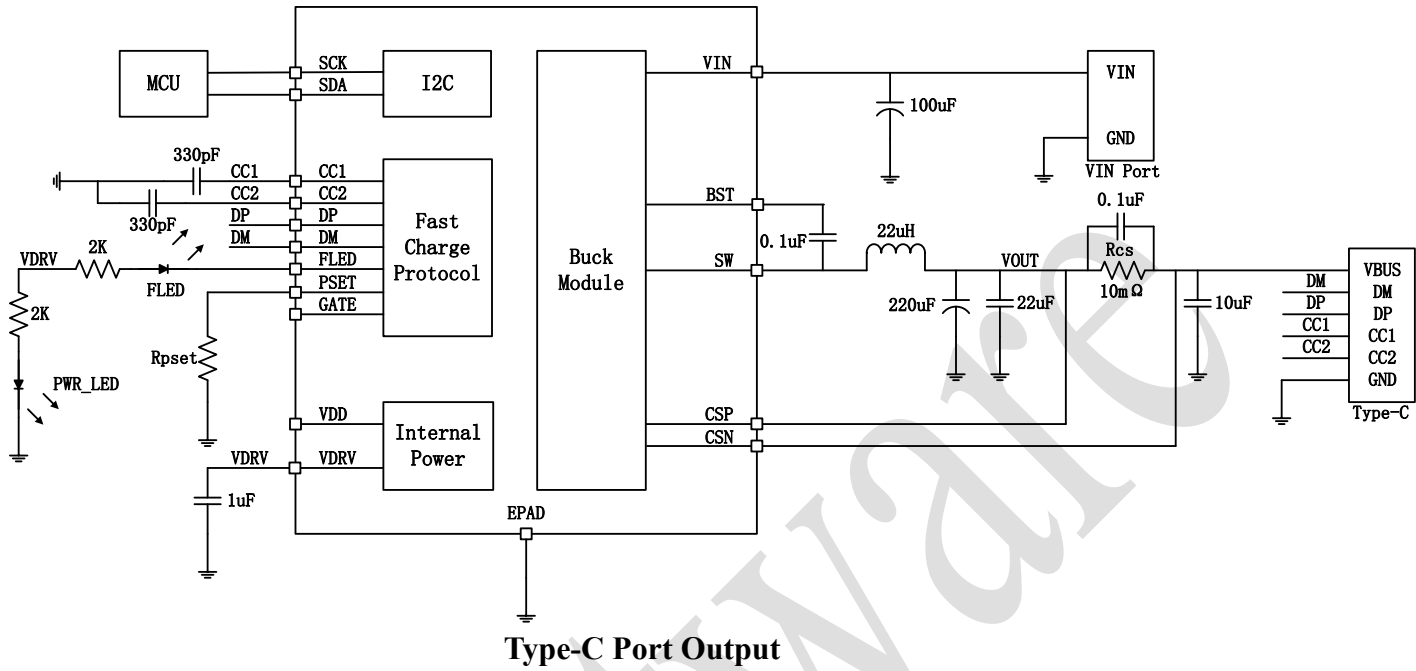 MCU
SCK
SDA
I2C
330pF
CC1
CC2
330pF
DP
DM
CC1
CC2
DP
DM
FLED
PSET
GATE
Fast
Charge
Protocol
VDRV
2K
FLED
2K
PWR_LED
Rpset
VDD
VDRV
VDRV
Internal
Power
1uF
EPAD
Buck
Module
VIN
BST
SW
CSP
CSN
100uF
VIN
GND
VIN Port
0.1uF
22uH
VOUT
220uF
22uF
0.1uF
Rcs
10mΩ
10uF
DM
DP
CC1
CC2
VBUS
DM
DP
CC1
CC2
GND
Type-C
Type-C Port Output